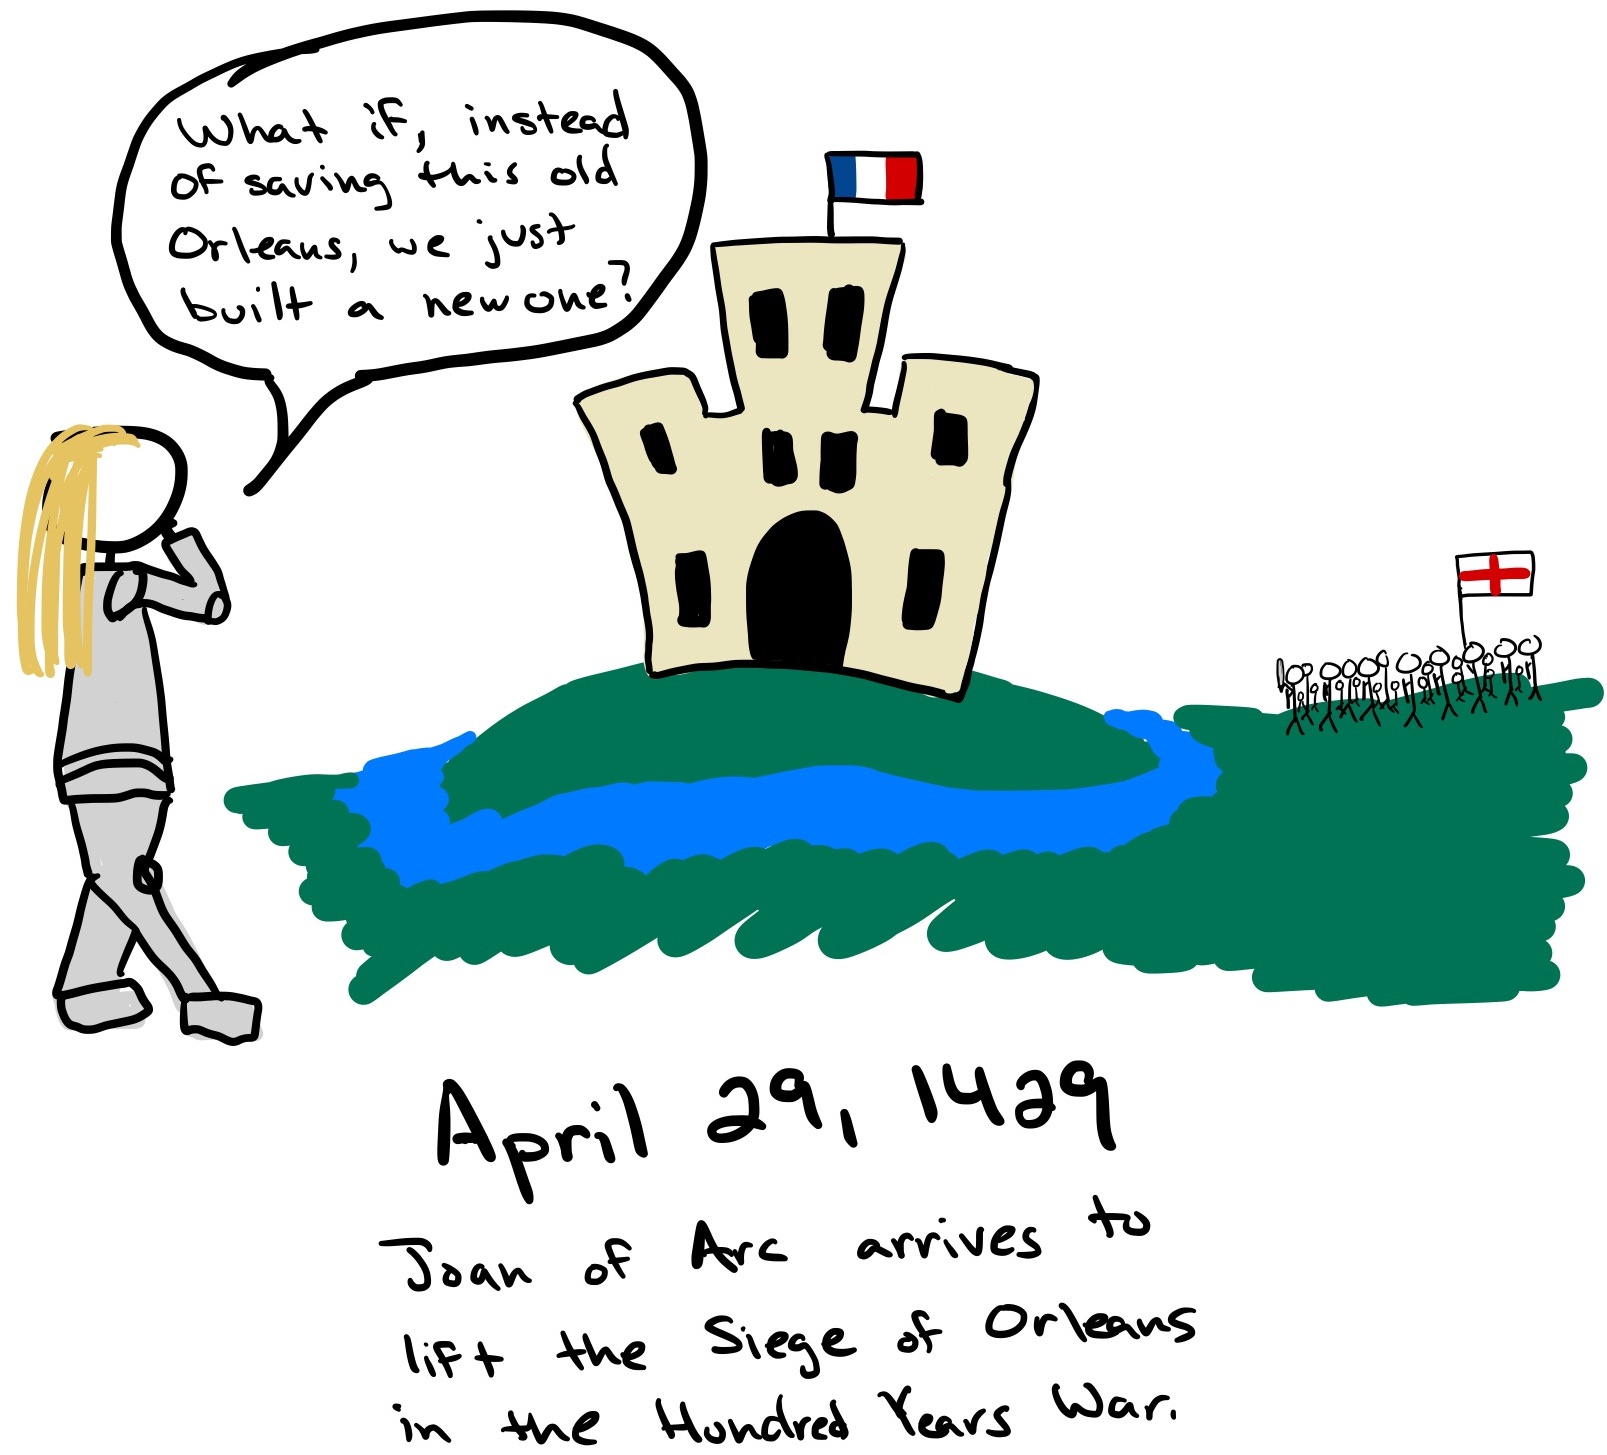 What if, instead
of saving this old
Orleans, we just
built a new one?
April 29, 1429
Joan of Arc arrives to
lift the Siege of Orleans
in the Hundred Years War.